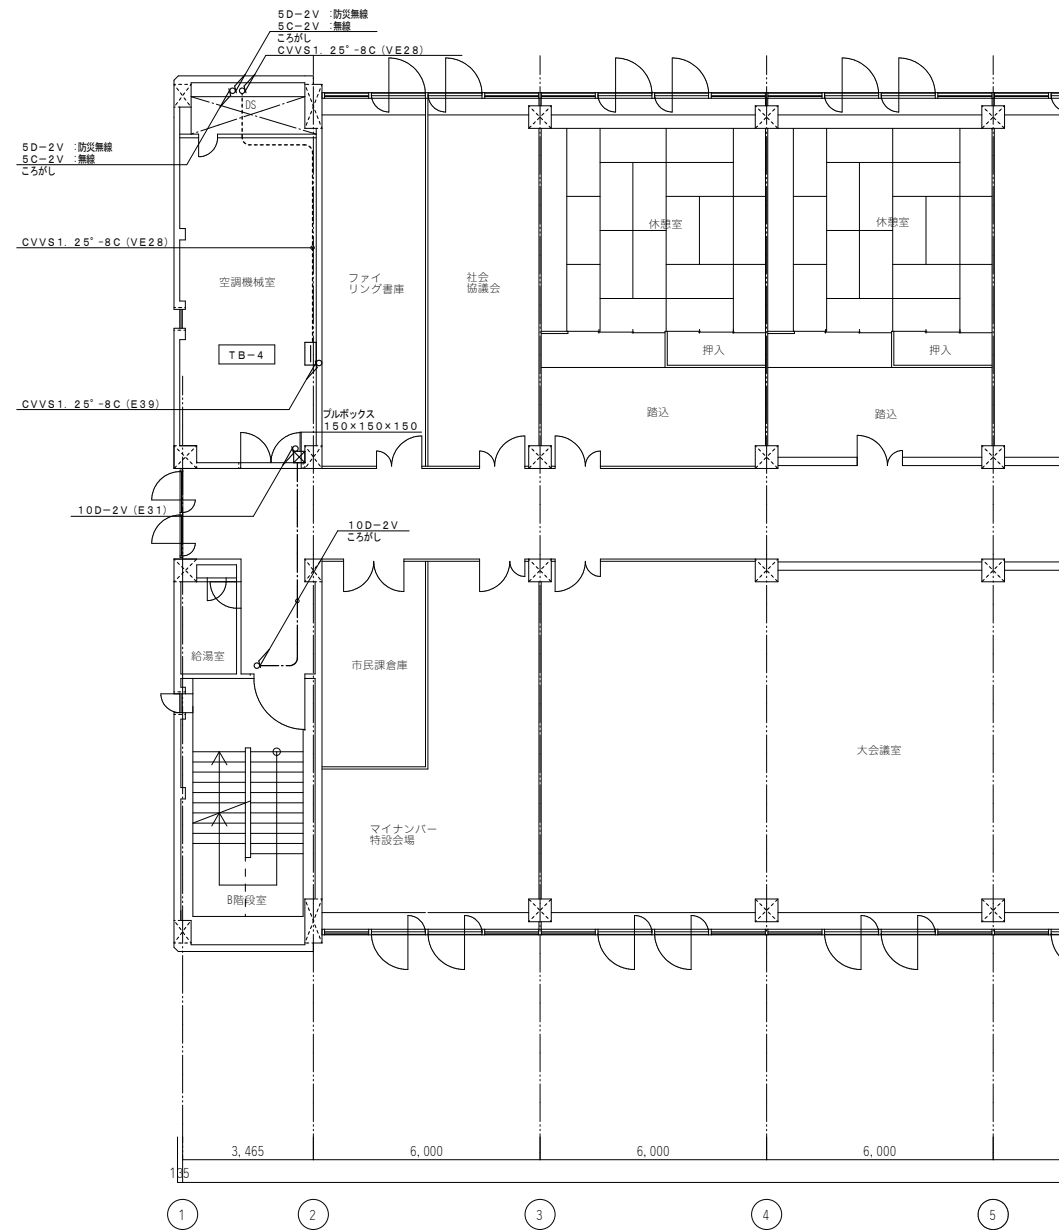 5D-2V :防災無線
5C-2V :無線
ころがし
CVVS1. 25°-8C (VE28)
DS
5D-2V :防災無線
5C-2V :無線
ころがし
CVVS1. 25°-8C (VE28)
空調機械室
ファイ
リング書庫
社会
協議会
休憩室
休憩室
TB-4
押入
押入
CVVS1. 25°-8C (E39)
プルボックス
150×150×150
踏込
踏込
10D-2V (E31)
10D-2V
ころがし
給湯室
市民課倉庫
大会議室
マイナンバー
特設会場
B階段室
3, 465
6, 000
6, 000
6, 000
135
1
2
3
4
5